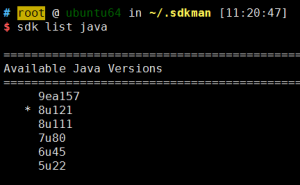 # root @ ubuntu64 in ~/.sdkman [11:20:47]
$ sdk list java
==========================================
Available Java Versions
==========================================
9ea157
* 8u121
8u111
7u80
6u45
5u22